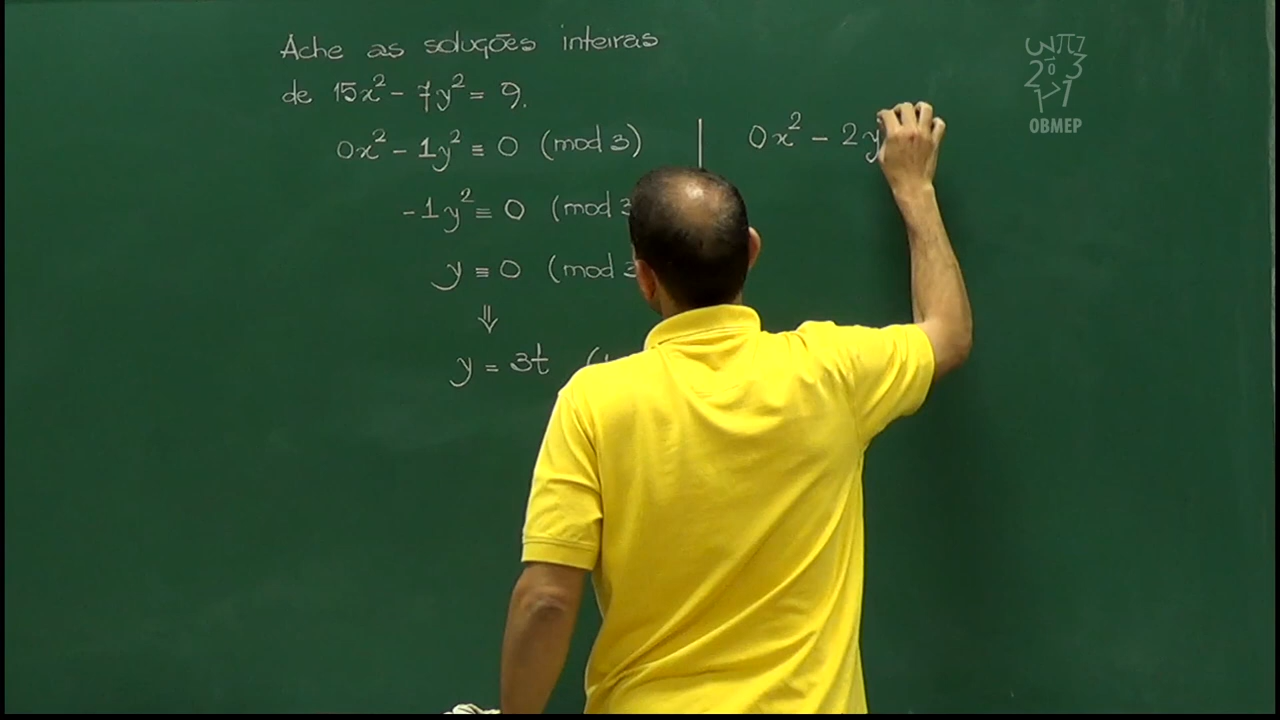 Ache as soluções inteiras
de 15x² - 7y² = 9.
0x² - 1y² ≡ 0 (mod 3)
-1y² ≡ 0 (mod 3
y ≡ 0 (mod 3
⇓
y = 3t (
0x² - 2y
OBMEP